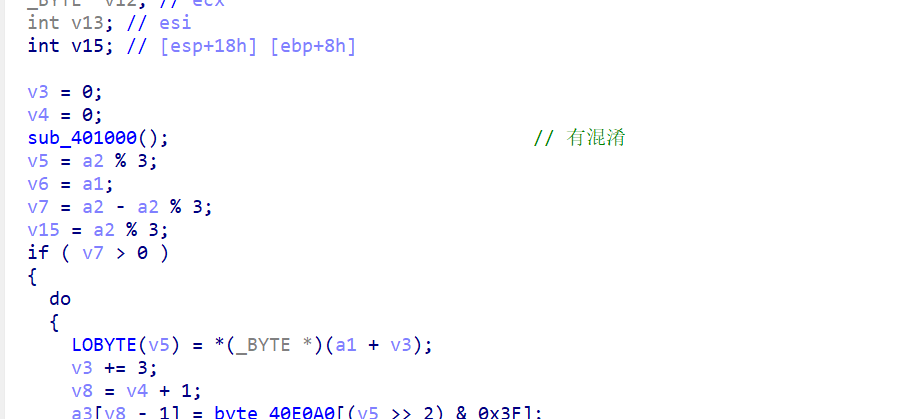 _BYTE *v12; // ecx
int v13; // esi
int v15; // [esp+18h] [ebp+8h]
v3 = 0;
v4 = 0;
sub_401000(); // 有混淆
v5 = a2 % 3;
v6 = a1;
v7 = a2 - a2 % 3;
v15 = a2 % 3;
if ( v7 > 0 )
{
do
{
LOBYTE(v5) = *(_BYTE *)(a1 + v3);
v3 += 3;
v8 = v4 + 1;
a3[v8 - 1] = byte_40E0A0[(v5 >> 2) & 0x3F];